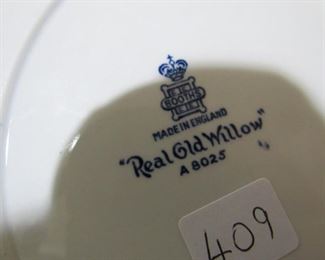 BOOTHS
MADE IN ENGLAND
"Real Old Willow"
A 8025
409